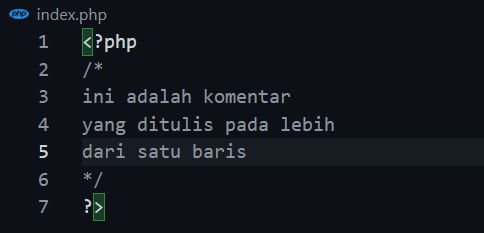 php index.php
1 <?php
2 /*
3 ini adalah komentar
4 yang ditulis pada lebih
5 dari satu baris
6 */
7 ?>